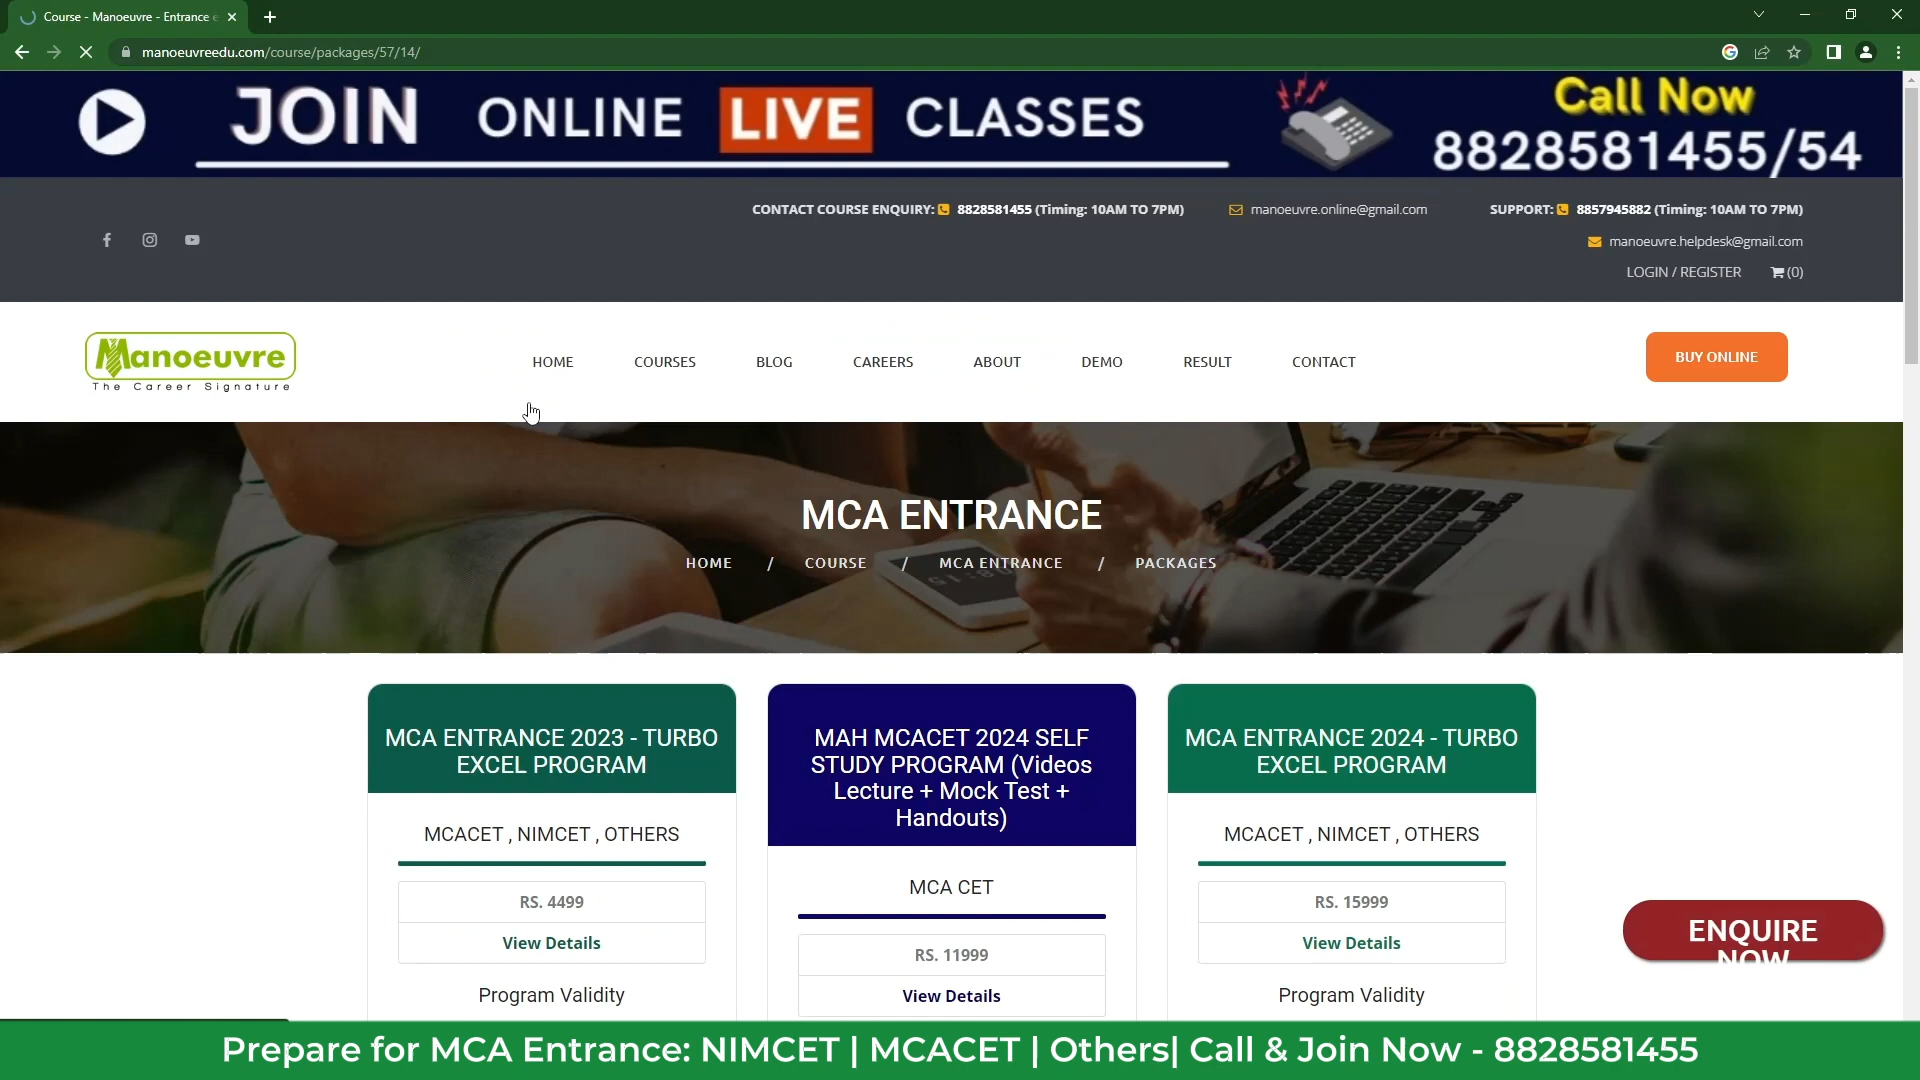 Course - Manoeuvre - Entrance e
manoeuvreedu.com/course/packages/57/14/
JOIN ONLINE LIVE CLASSES
Call Now
8828581455/54
CONTACT COURSE ENQUIRY: 8828581455 (Timing: 10AM TO 7PM) manoeuvre.online@gmail.com SUPPORT: 8857945882 (Timing: 10AM TO 7PM)
manoeuvre.helpdesk@gmail.com
LOGIN / REGISTER (0)
Manoeuvre
The Career Signature
HOME COURSES BLOG CAREERS ABOUT DEMO RESULT CONTACT
BUY ONLINE
MCA ENTRANCE
HOME / COURSE / MCA ENTRANCE / PACKAGES
MCA ENTRANCE 2023 - TURBO
EXCEL PROGRAM
MCACET , NIMCET , OTHERS
RS. 4499
View Details
Program Validity
MAH MCACET 2024 SELF
STUDY PROGRAM (Videos
Lecture + Mock Test +
Handouts)
MCA CET
RS. 11999
View Details
MCA ENTRANCE 2024 - TURBO
EXCEL PROGRAM
MCACET , NIMCET , OTHERS
RS. 15999
View Details
Program Validity
ENQUIRE
NOW
Prepare for MCA Entrance: NIMCET | MCACET | Others| Call & Join Now - 8828581455